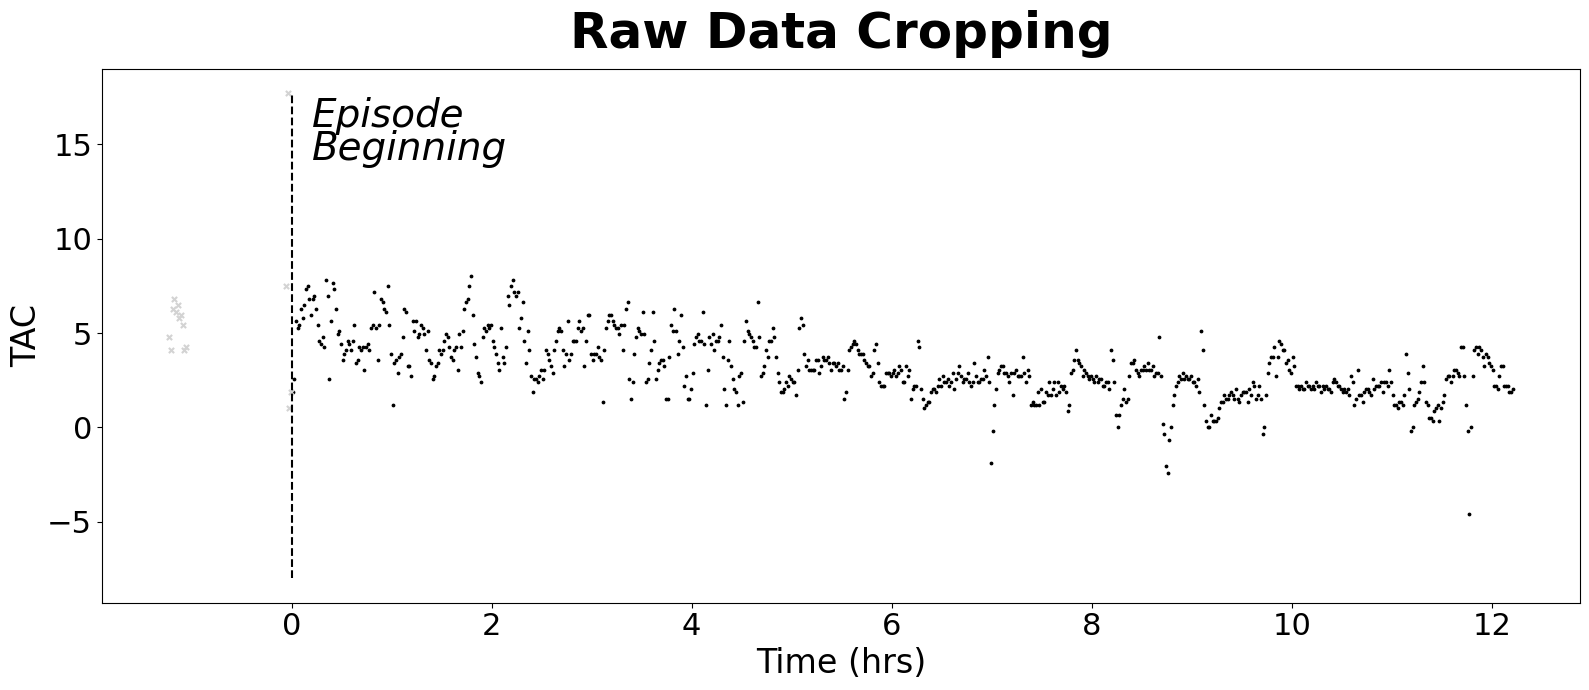 Raw Data Cropping
Episode
Beginning
15
10
5
0
−5
TAC
0 2 4 6 8 10 12
Time (hrs)